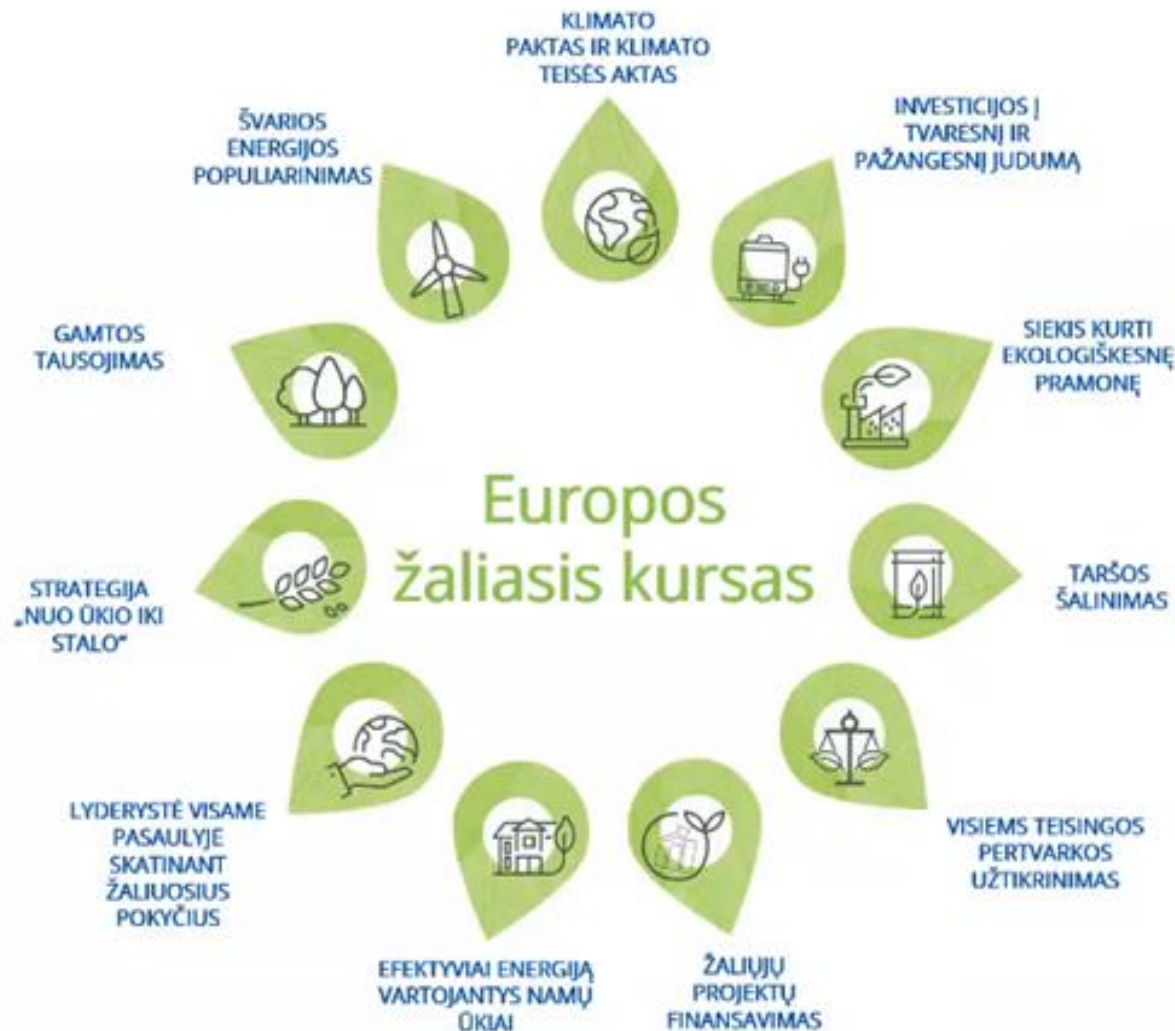 KLIMATO
PAKTAS IR KLIMATO
TEISĖS AKTAS
INVESTICIJOS Į
TVARESNĮ IR
PAŽANGESNĮ JUDUMĄ
SIEKIS KURTI
EKOLOGIŠKESNĘ
PRAMONĘ
TARŠOS
ŠALINIMAS
VISIEMS TEISINGOS
PERTVARKOS
UŽTIKRINIMAS
ŽALIŲJŲ
PROJEKTŲ
FINANSAVIMAS
EFEKTYVIAI ENERGIJĄ
VARTOJANTYS NAMŲ
ŪKIAI
LYDERYSTĖ VISAME
PASAULYJE
SKATINANT
ŽALIUOSIUS
POKYČIUS
STRATEGIJA
„NUO ŪKIO IKI
STALO“
GAMTOS
TAUSOJIMAS
ŠVARIOS
ENERGIJOS
POPULIARINIMAS
Europos
žaliasis kursas